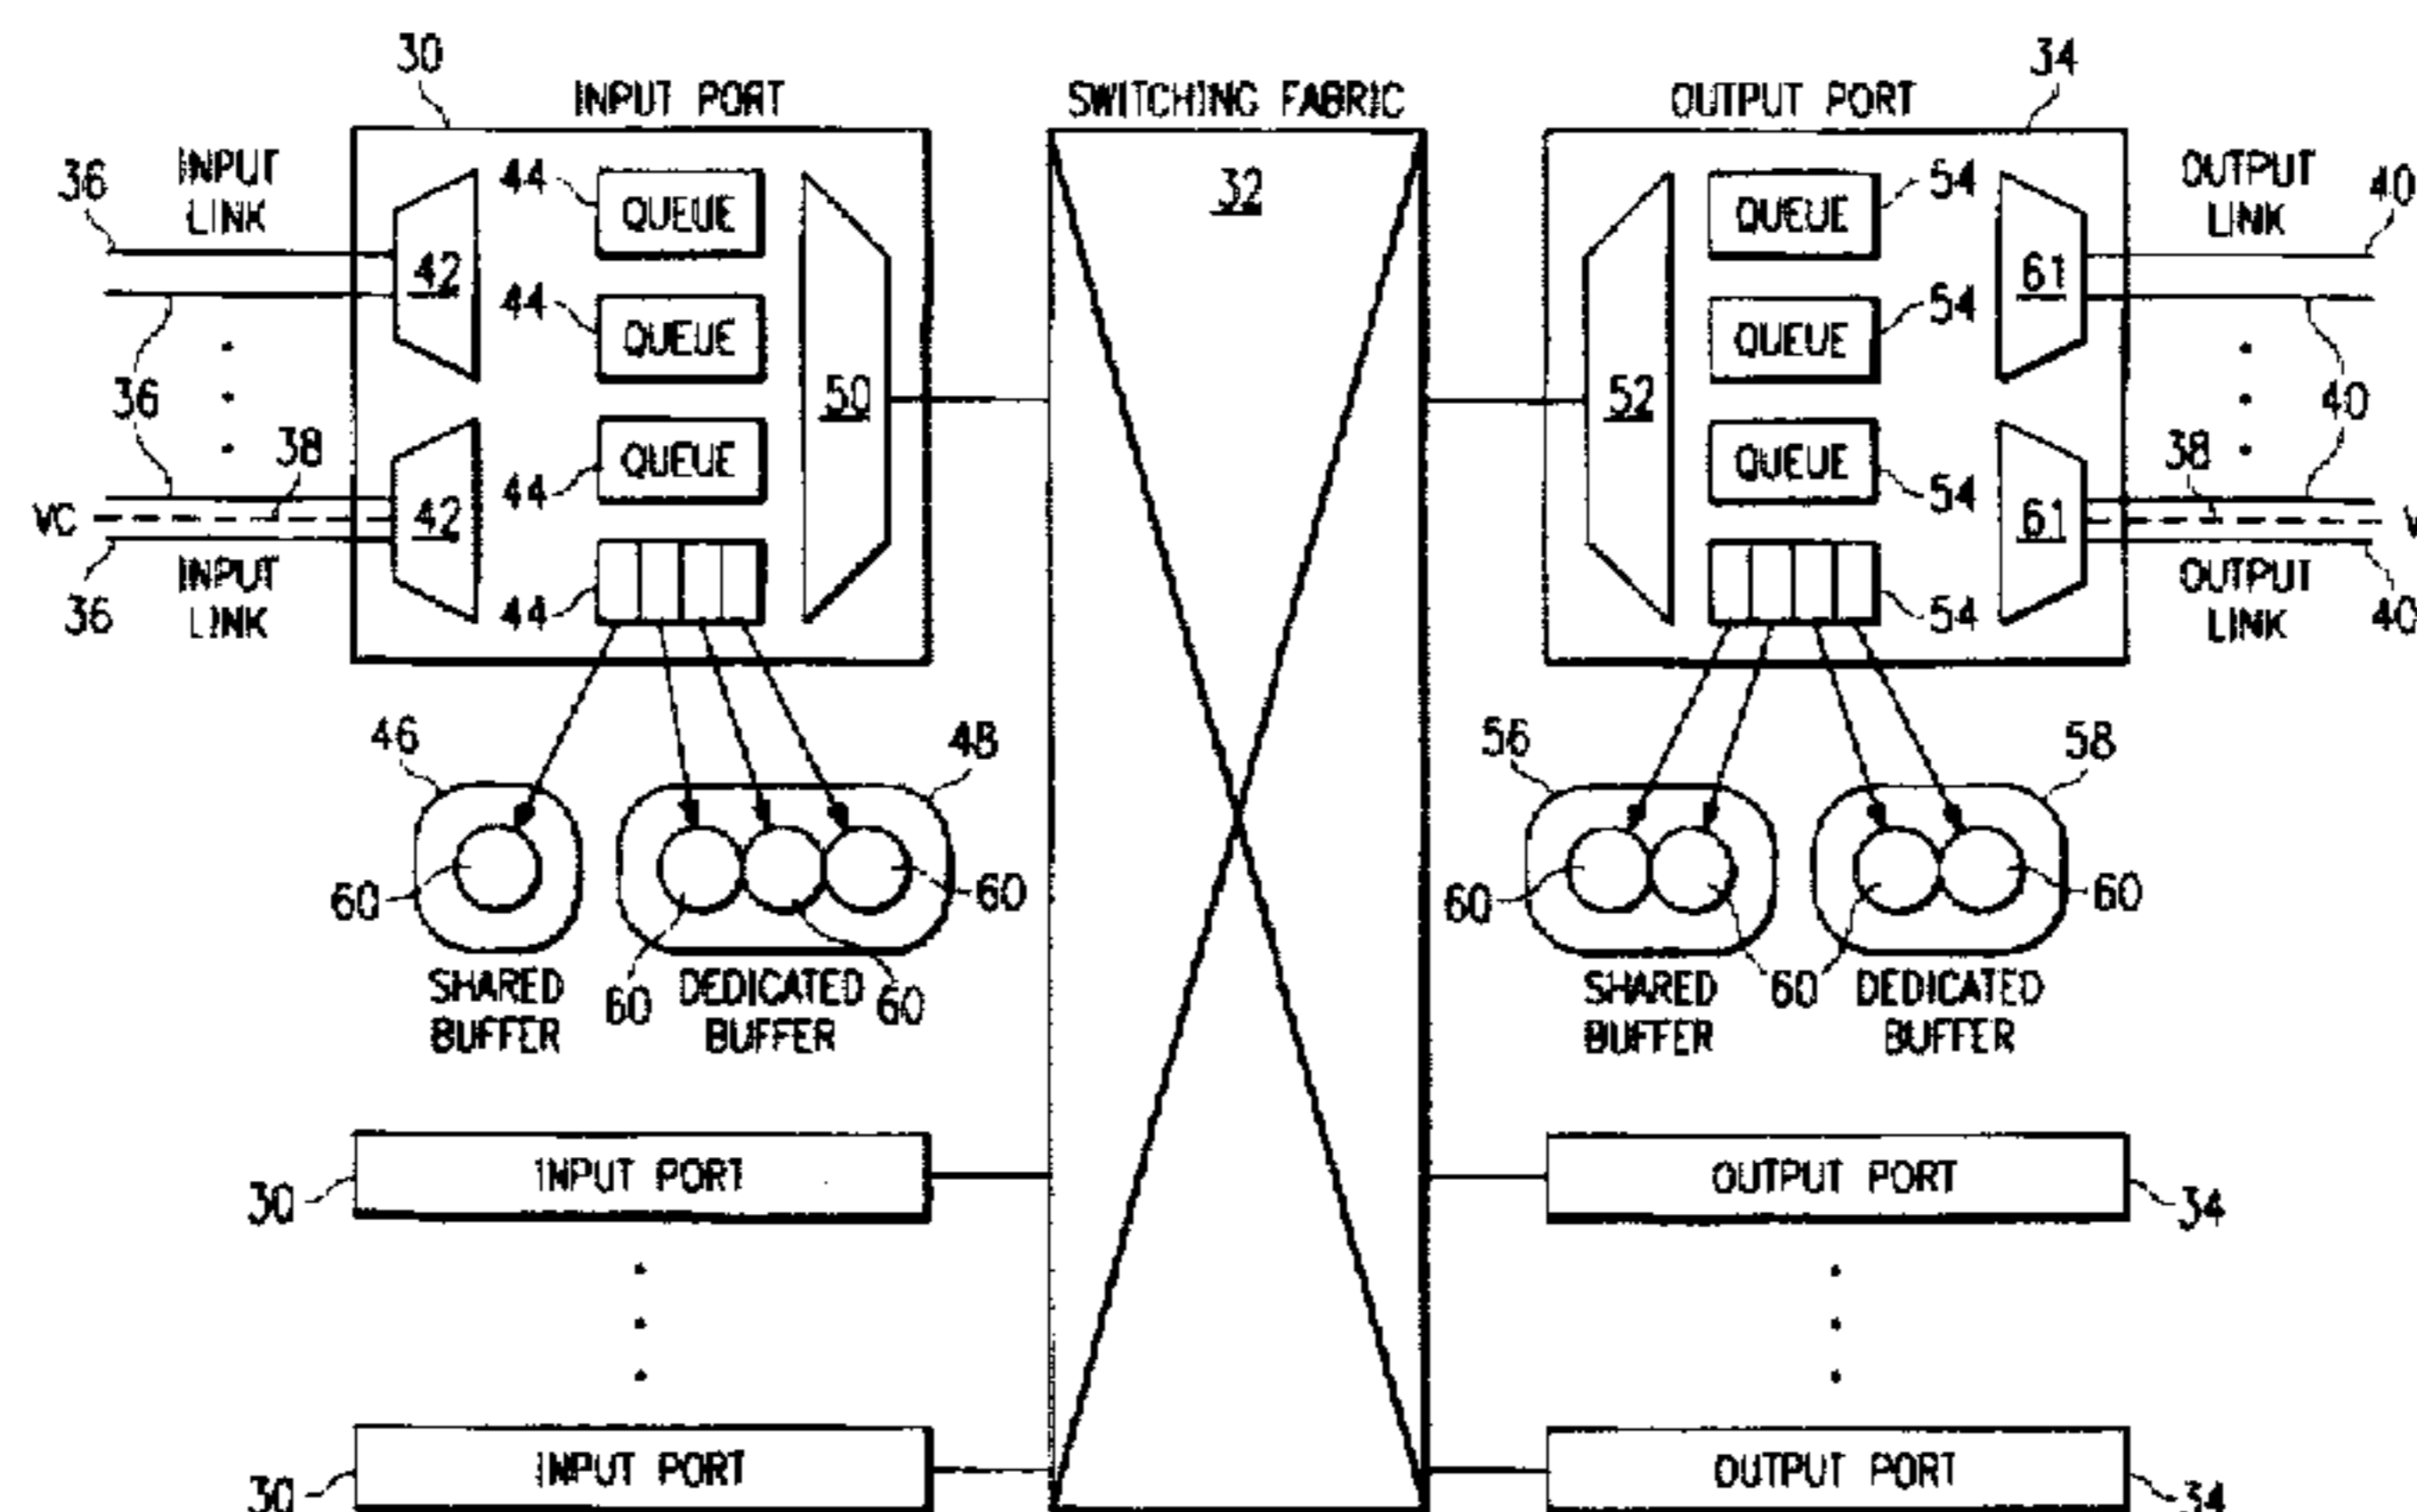 30
INPUT PORT
SWITCHING FABRIC
OUTPUT PORT
34
36
INPUT
LINK
42
44
QUEUE
44
QUEUE
44
QUEUE
44
50
36
38
VC
42
36
INPUT
LINK
32
52
QUEUE
54
QUEUE
54
QUEUE
54
54
61
OUTPUT
LINK
40
40
38
61
V
OUTPUT
LINK
40
46
48
60
60
60
60
SHARED
BUFFER
DEDICATED
BUFFER
56
58
60
60
60
SHARED
BUFFER
DEDICATED
BUFFER
30
INPUT PORT
OUTPUT PORT
34
30
INPUT PORT
OUTPUT PORT
34